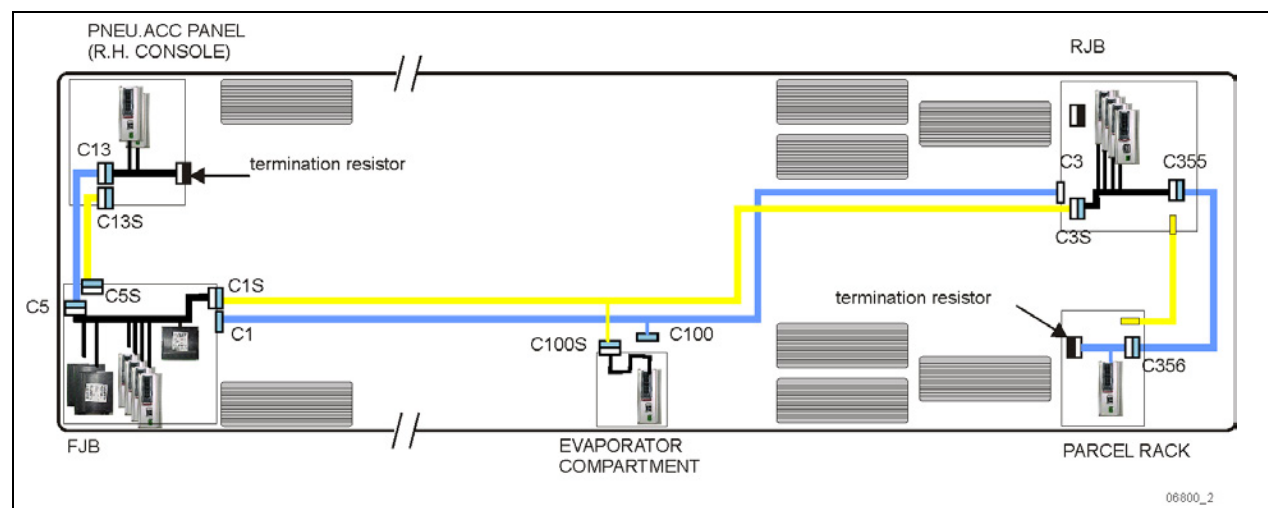 PNEU.ACC PANEL
(R.H. CONSOLE)
RJB
C13
termination resistor
C3
C355
C13S
C3S
C5
C5S
C1S
C1
termination resistor
C100S
C100
C356
FJB
EVAPORATOR
COMPARTMENT
PARCEL RACK
06800_2